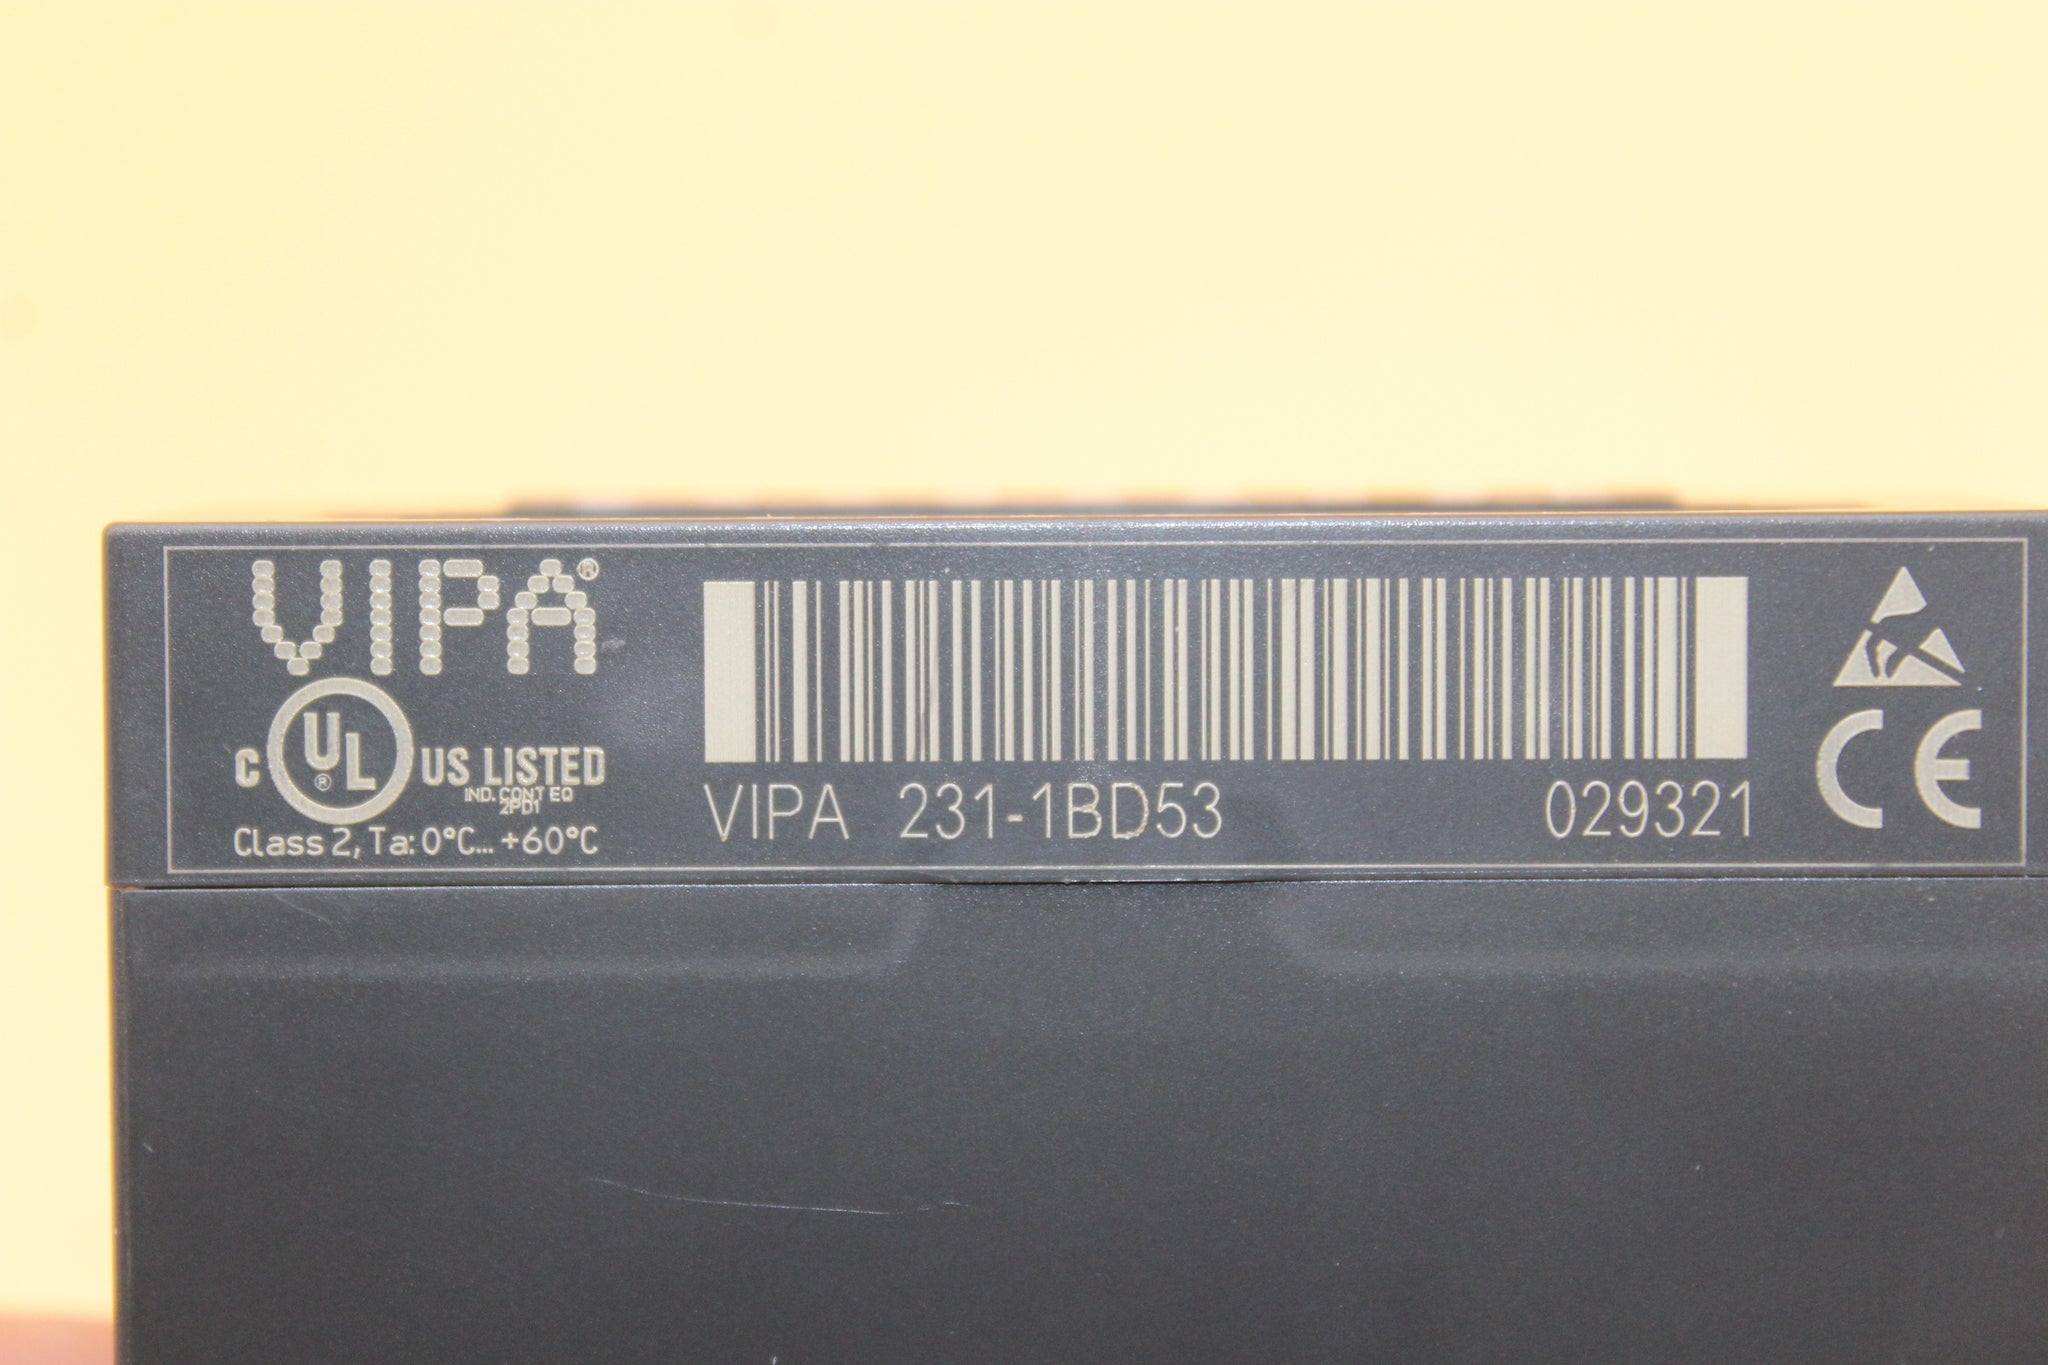 VIPA®
C UL® US LISTED
IND. CONT EQ
2PD1
Class 2, Ta: 0°C... +60°C
VIPA 231-1BD53 029321
CE